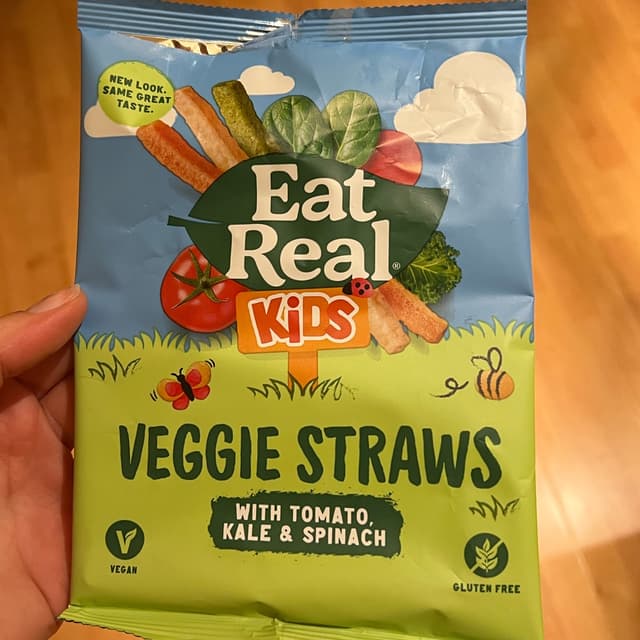 NEW LOOK.
SAME GREAT
TASTE.
Eat
Real®
KiDS
VEGGIE STRAWS
WITH TOMATO,
KALE & SPINACH
VEGAN
GLUTEN FREE